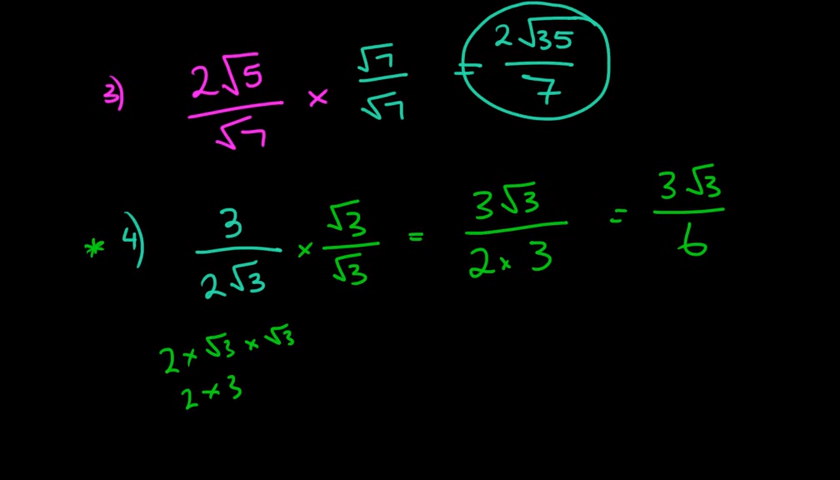 3) 2√5/√7 × √7/√7 = 2√35/7
* 4) 3/2√3 × √3/√3 = 3√3/2×3 = 3√3/6
2 × √3 × √3
2 × 3